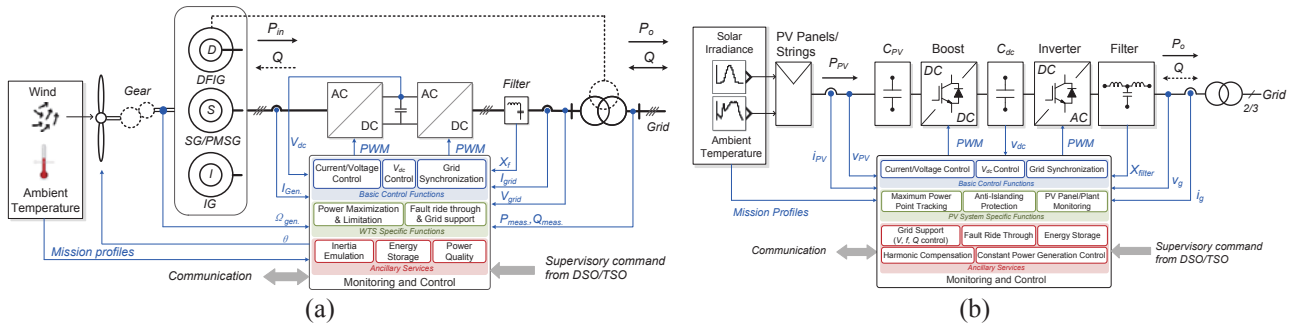 D
DFIG
S
SG/PMSG
I
IG
P_in
Q
P_o
Q
Wind
Ambient
Temperature
Gear
AC
DC
AC
DC
Filter
Grid
V_dc
PWM
PWM
I_Gen.
Ω_gen.
θ
Mission profiles
X_f
I_grid
V_grid
P_meas., Q_meas.
Current/Voltage
Control
V_dc
Control
Grid
Synchronization
Basic Control Functions
Power Maximization
& Limitation
Fault ride through
& Grid support
WTS Specific Functions
Inertia
Emulation
Energy
Storage
Power
Quality
Ancillary Services
Monitoring and Control
Communication
Supervisory command
from DSO/TSO
(a)
Solar
Irradiance
Ambient
Temperature
PV Panels/
Strings
P_PV
C_PV
Boost
C_dc
Inverter
Filter
P_o
Q
DC
DC
DC
AC
2/3
Grid
i_PV
v_PV
PWM
v_dc
PWM
X_filter
v_g
i_g
Mission Profiles
Current/Voltage Control
V_dc Control
Grid Synchronization
Basic Control Functions
Maximum Power
Point Tracking
Anti-Islanding
Protection
PV Panel/Plant
Monitoring
PV System Specific Functions
Grid Support
(V, f, Q control)
Fault Ride Through
Energy Storage
Harmonic Compensation
Constant Power Generation Control
Ancillary Services
Monitoring and Control
Communication
Supervisory command
from DSO/TSO
(b)